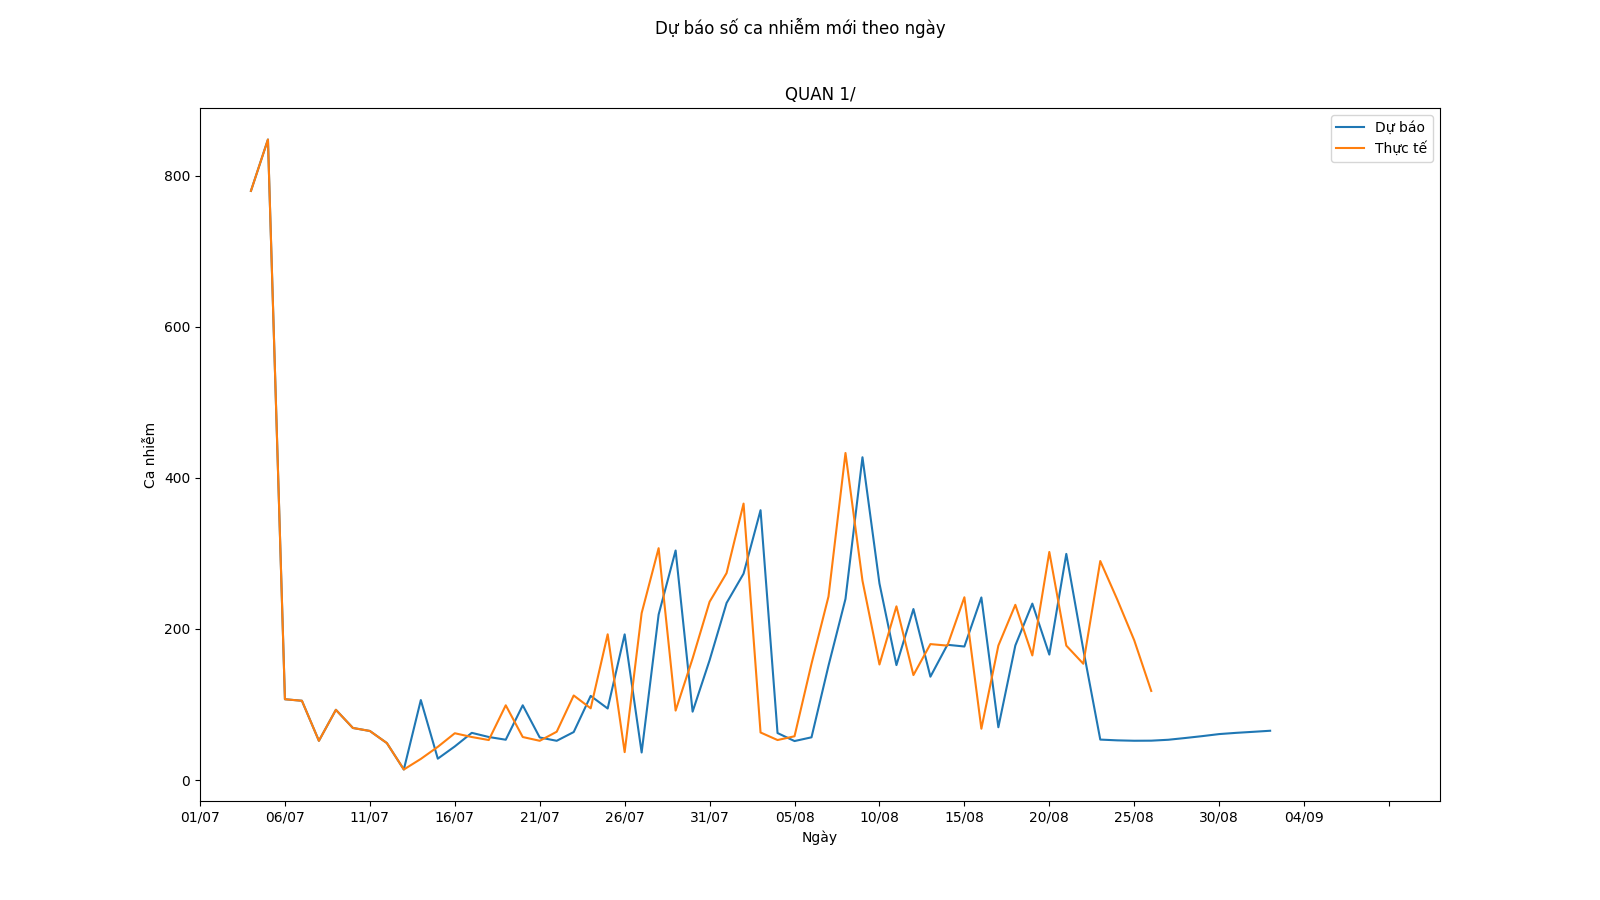 Dự báo số ca nhiễm mới theo ngày
QUAN 1/
Dự báo
Thực tế
800
600
400
200
0
Ca nhiễm
01/07 06/07 11/07 16/07 21/07 26/07 31/07 05/08 10/08 15/08 20/08 25/08 30/08 04/09
Ngày